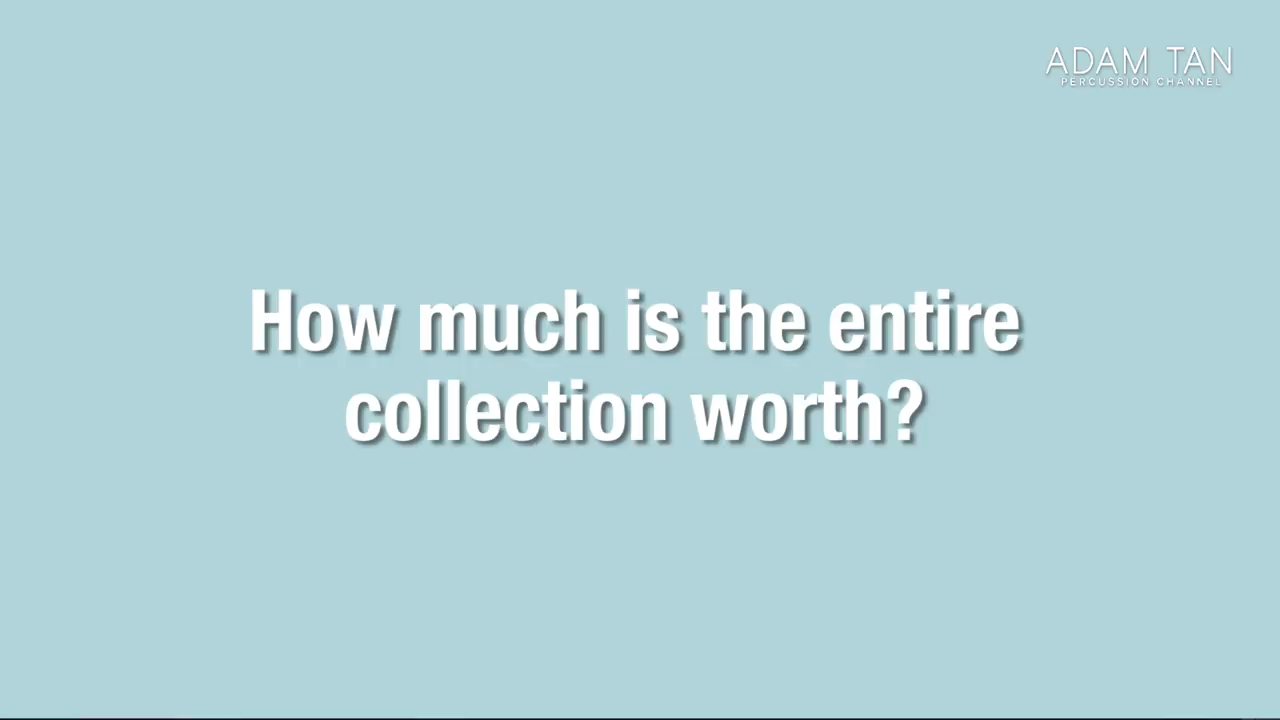 ADAM TAN
PERCUSSION CHANNEL
How much is the entire
collection worth?